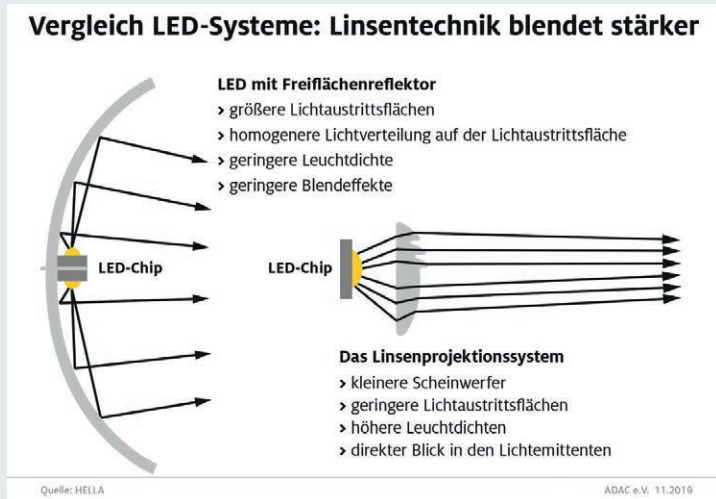 Vergleich LED-Systeme: Linsentechnik blendet stärker
LED mit Freiflächenreflektor
› größere Lichtaustrittsflächen
› homogenere Lichtverteilung auf der Lichtaustrittsfläche
› geringere Leuchtdichte
› geringere Blendeffekte
LED-Chip
LED-Chip
Das Linsenprojektionssystem
› kleinere Scheinwerfer
› geringere Lichtaustrittsflächen
› höhere Leuchtdichten
› direkter Blick in den Lichtemittenten
Quelle: HELLA
ADAC e.V. 11.2019